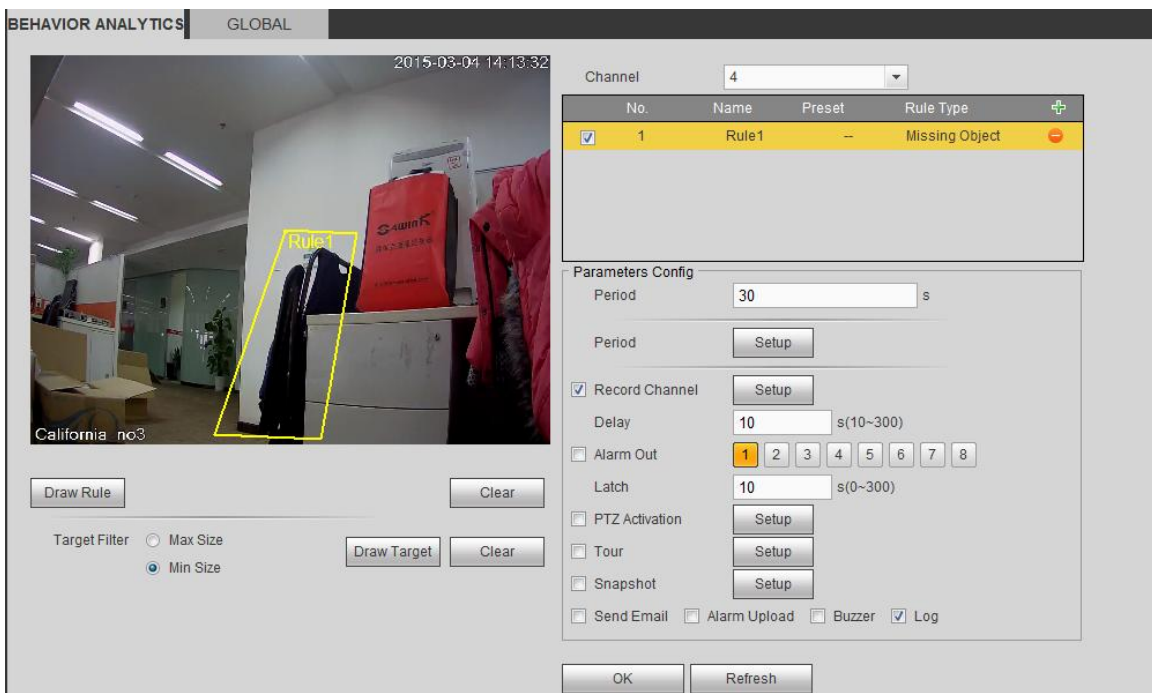 BEHAVIOR ANALYTICS GLOBAL
2015-03-04 14:13:32
Rule1
California no3
Draw Rule Clear
Target Filter Max Size
Min Size
Draw Target Clear
Channel 4
No. Name Preset Rule Type
1 Rule1 -- Missing Object
Parameters Config
Period 30 s
Period Setup
Record Channel Setup
Delay 10 s(10~300)
Alarm Out 1 2 3 4 5 6 7 8
Latch 10 s(0~300)
PTZ Activation Setup
Tour Setup
Snapshot Setup
Send Email Alarm Upload Buzzer Log
OK Refresh